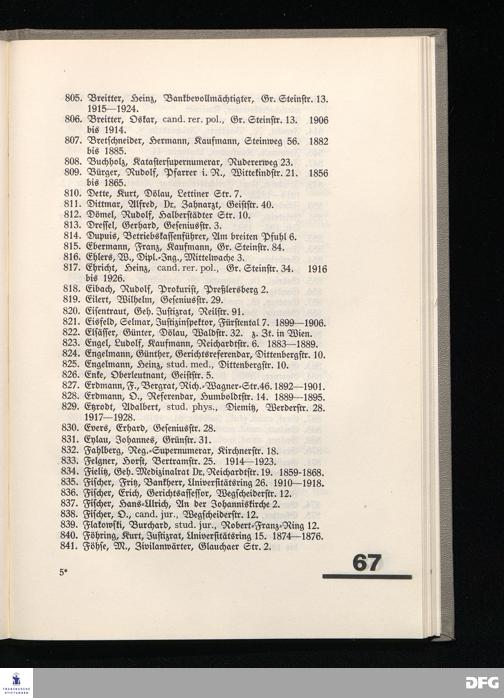 805. Breitter, Heinz, Bankbevollmächtigter, Gr. Steinstr. 13.
1915—1924.
806. Breitter, Oskar, cand. rer. pol., Gr. Steinstr. 13. 1906
bis 1914.
807. Bretschneider, Hermann, Kaufmann, Steinweg 56. 1882
bis 1885.
808. Buchholz, Katastersupernumerar, Rudererweg 23.
809. Bürger, Rudolf, Pfarrer i. R., Wittekindstr. 21. 1856
bis 1865.
810. Dette, Kurt, Dölau, Lettiner Str. 7.
811. Dittmar, Alfred, Dr. Zahnarzt, Geiststr. 40.
812. Dömel, Rudolf, Halberstädter Str. 10.
813. Dressel, Gerhard, Geseniusstr. 3.
814. Dupuis, Betriebskassenführer, Am breiten Pfuhl 6.
815. Ebermann, Franz, Kaufmann, Gr. Steinstr. 84.
816. Ehlers, W., Dipl.-Ing., Mittelwache 3.
817. Ehricht, Heinz, cand. rer. pol., Gr. Steinstr. 34. 1916
bis 1926.
818. Eibach, Rudolf, Prokurist, Preßlersberg 2.
819. Eilert, Wilhelm, Geseniusstr. 29.
820. Eisentraut, Geh. Justizrat, Reilstr. 91.
821. Eisfeld, Selmar, Justizinspektor, Fürstental 7. 1899—1906.
822. Elsässer, Günter, Dölau, Waldstr. 32. z. Zt. in Wien.
823. Engel, Ludolf, Kaufmann, Reichardtstr. 6. 1883—1889.
824. Engelmann, Günther, Gerichtsreferendar, Dittenbergstr. 10.
825. Engelmann, Heinz, stud. med., Dittenbergstr. 10.
826. Enke, Oberleutnant, Geiststr. 5.
827. Erdmann, F., Bergrat, Rich.-Wagner-Str. 46. 1892—1901.
828. Erdmann, O., Referendar, Humboldtstr. 14. 1889—1895.
829. Etzrodt, Adalbert, stud. phys., Diemitz, Werderstr. 28.
1917—1928.
830. Evers, Erhard, Geseniusstr. 28.
831. Eylau, Johannes, Grünstr. 31.
832. Fahlberg, Reg.-Supernumerar, Kirchnerstr. 18.
833. Felgner, Horst, Bertramstr. 25. 1914—1923.
834. Fielitz, Geh. Medizinalrat Dr. Reichardtstr. 19. 1859-1868.
835. Fischer, Fritz, Bankherr, Universitätsring 26. 1910—1918.
836. Fischer, Erich, Gerichtsassessor, Wegscheiderstr. 12.
837. Fischer, Hans-Ulrich, An der Johanniskirche 2.
838. Fischer, O., cand. jur., Wegscheiderstr. 12.
839. Flakowski, Burchard, stud. jur., Robert-Franz-Ring 12.
840. Föhring, Kurt, Justizrat, Universitätsring 15. 1874—1876.
841. Föhse, M., Zivilanwärter, Glauchaer Str. 2.
5*
67
FRANCKESCHE
STIFTUNGEN
DFG